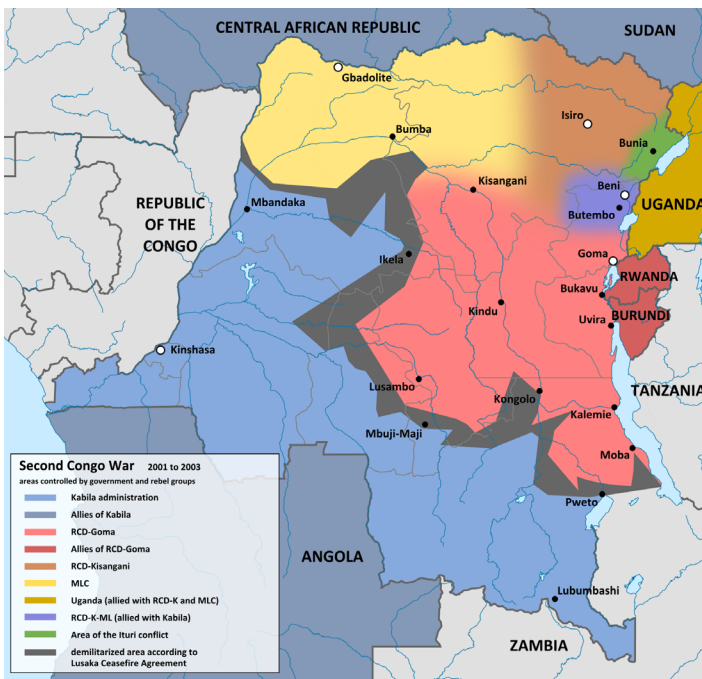 CENTRAL AFRICAN REPUBLIC
SUDAN
Gbadolite
Isiro
Bumba
Bunia
Kisangani
Beni
REPUBLIC
OF THE
CONGO
Mbandaka
Butembo
UGANDA
Ikela
Goma
RWANDA
Bukavu
Kindu
BURUNDI
Uvira
Kinshasa
Lusambo
TANZANIA
Kongolo
Kalemie
Mbuji-Maji
Moba
Pweto
Second Congo War 2001 to 2003
areas controlled by government and rebel groups
Kabila administration
Allies of Kabila
RCD-Goma
Allies of RCD-Goma
RCD-Kisangani
MLC
Uganda (allied with RCD-K and MLC)
RCD-K-ML (allied with Kabila)
Area of the Ituri conflict
demilitarized area according to
Lusaka Ceasefire Agreement
ANGOLA
Lubumbashi
ZAMBIA